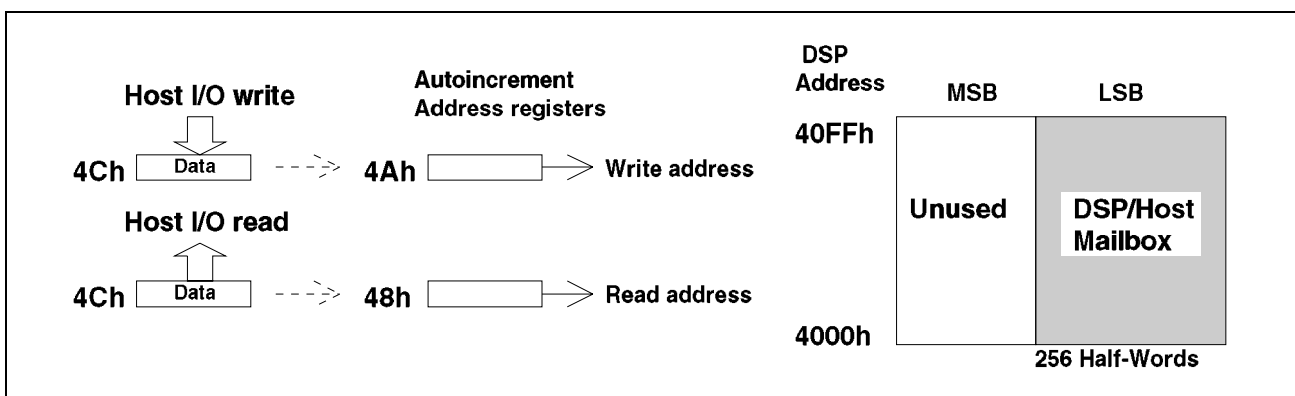 Host I/O write
Autoincrement
Address registers
4Ch Data
4Ah
Write address
Host I/O read
4Ch Data
48h
Read address
DSP
Address
MSB
LSB
40FFh
Unused
DSP/Host
Mailbox
4000h
256 Half-Words